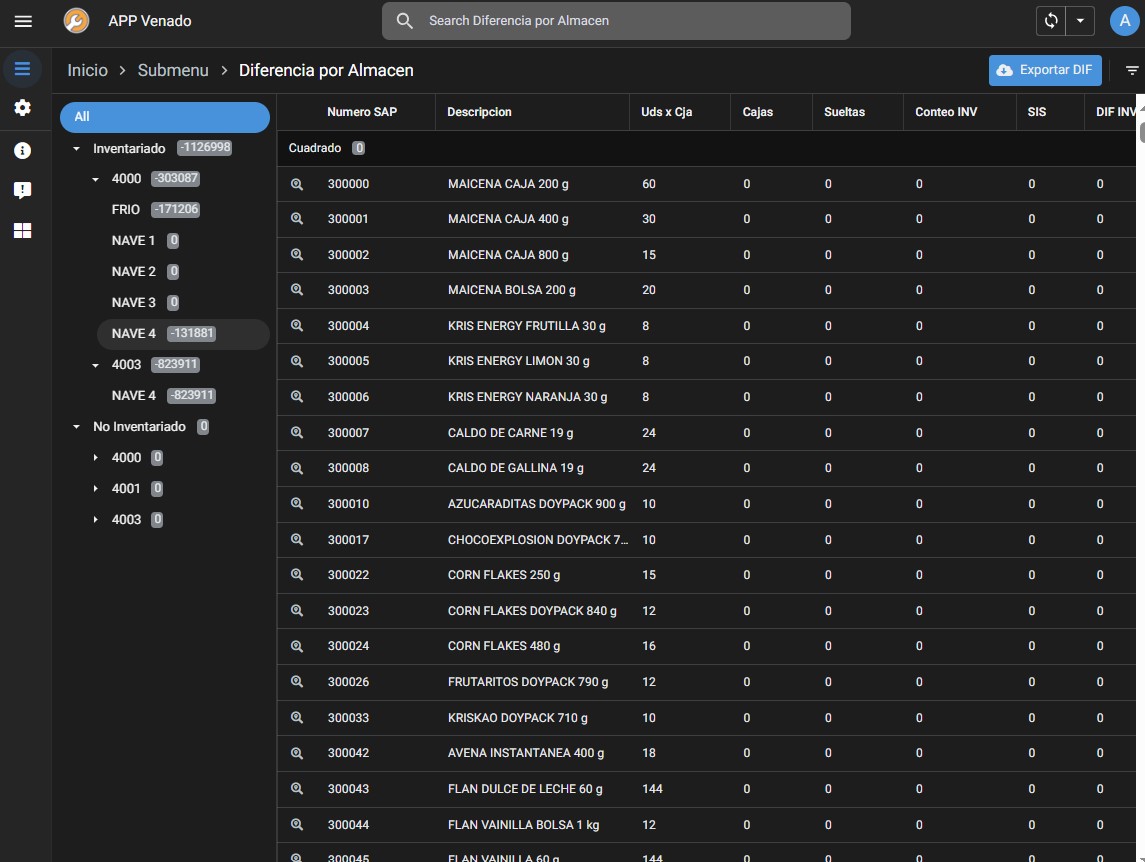 APP Venado
Search Diferencia por Almacen
A
Inicio > Submenu > Diferencia por Almacen
Exportar DIF
All
Inventariado -1126998
4000 -303087
FRIO -171206
NAVE 1 0
NAVE 2 0
NAVE 3 0
NAVE 4 -131881
4003 -823911
NAVE 4 -823911
No Inventariado 0
4000 0
4001 0
4003 0
Numero SAP Descripcion Uds x Cja Cajas Sueltas Conteo INV SIS DIF INV
Cuadrado 0
300000 MAICENA CAJA 200 g 60 0 0 0 0 0
300001 MAICENA CAJA 400 g 30 0 0 0 0 0
300002 MAICENA CAJA 800 g 15 0 0 0 0 0
300003 MAICENA BOLSA 200 g 20 0 0 0 0 0
300004 KRIS ENERGY FRUTILLA 30 g 8 0 0 0 0 0
300005 KRIS ENERGY LIMON 30 g 8 0 0 0 0 0
300006 KRIS ENERGY NARANJA 30 g 8 0 0 0 0 0
300007 CALDO DE CARNE 19 g 24 0 0 0 0 0
300008 CALDO DE GALLINA 19 g 24 0 0 0 0 0
300010 AZUCARADITAS DOYPACK 900 g 10 0 0 0 0 0
300017 CHOCOEXPLOSION DOYPACK 7... 10 0 0 0 0 0
300022 CORN FLAKES 250 g 15 0 0 0 0 0
300023 CORN FLAKES DOYPACK 840 g 12 0 0 0 0 0
300024 CORN FLAKES 480 g 16 0 0 0 0 0
300026 FRUTARITOS DOYPACK 790 g 12 0 0 0 0 0
300033 KRISKAO DOYPACK 710 g 10 0 0 0 0 0
300042 AVENA INSTANTANEA 400 g 18 0 0 0 0 0
300043 FLAN DULCE DE LECHE 60 g 144 0 0 0 0 0
300044 FLAN VAINILLA BOLSA 1 kg 12 0 0 0 0 0
300045 FLAN VAINILLA 60 g 144 0 0 0 0 0